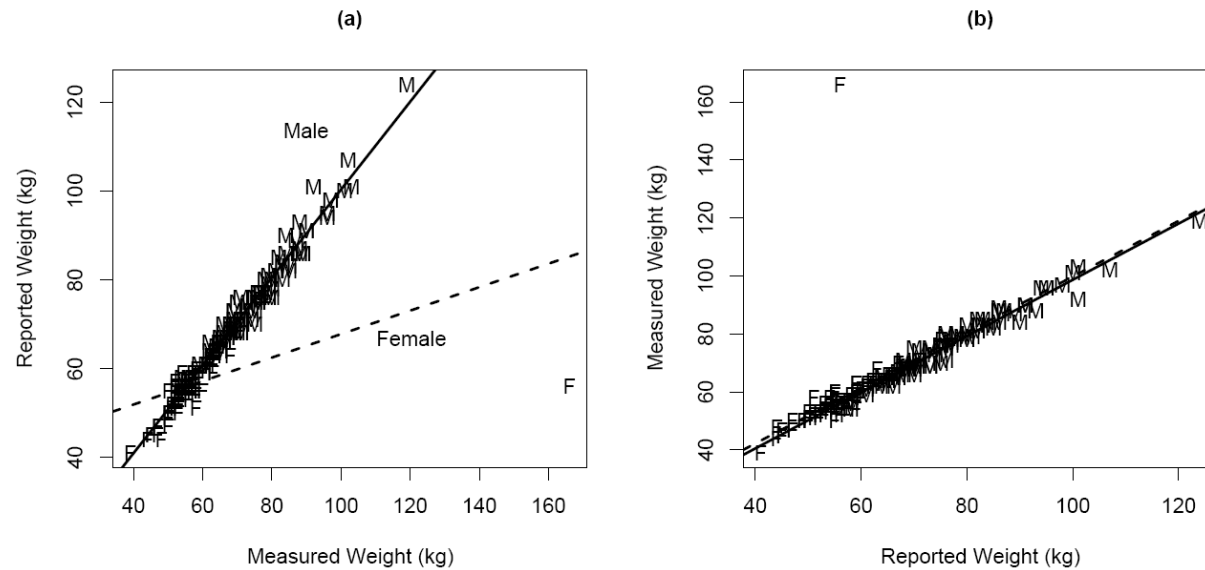 (a)
120
100
80
60
40
Reported Weight (kg)
Male
M
Female
F
40 60 80 100 120 140 160
Measured Weight (kg)
(b)
160
140
120
100
80
60
40
Measured Weight (kg)
F
M
40 60 80 100 120
Reported Weight (kg)